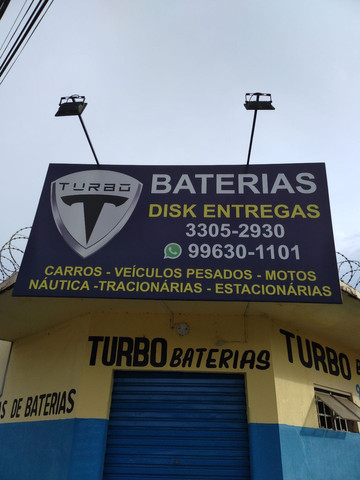 TURBO
BATERIAS
DISK ENTREGAS
3305-2930
99630-1101
CARROS - VEÍCULOS PESADOS - MOTOS
NÁUTICA -TRACIONÁRIAS - ESTACIONÁRIAS
TURBO BATERIAS
TURBO
DE BATERIAS